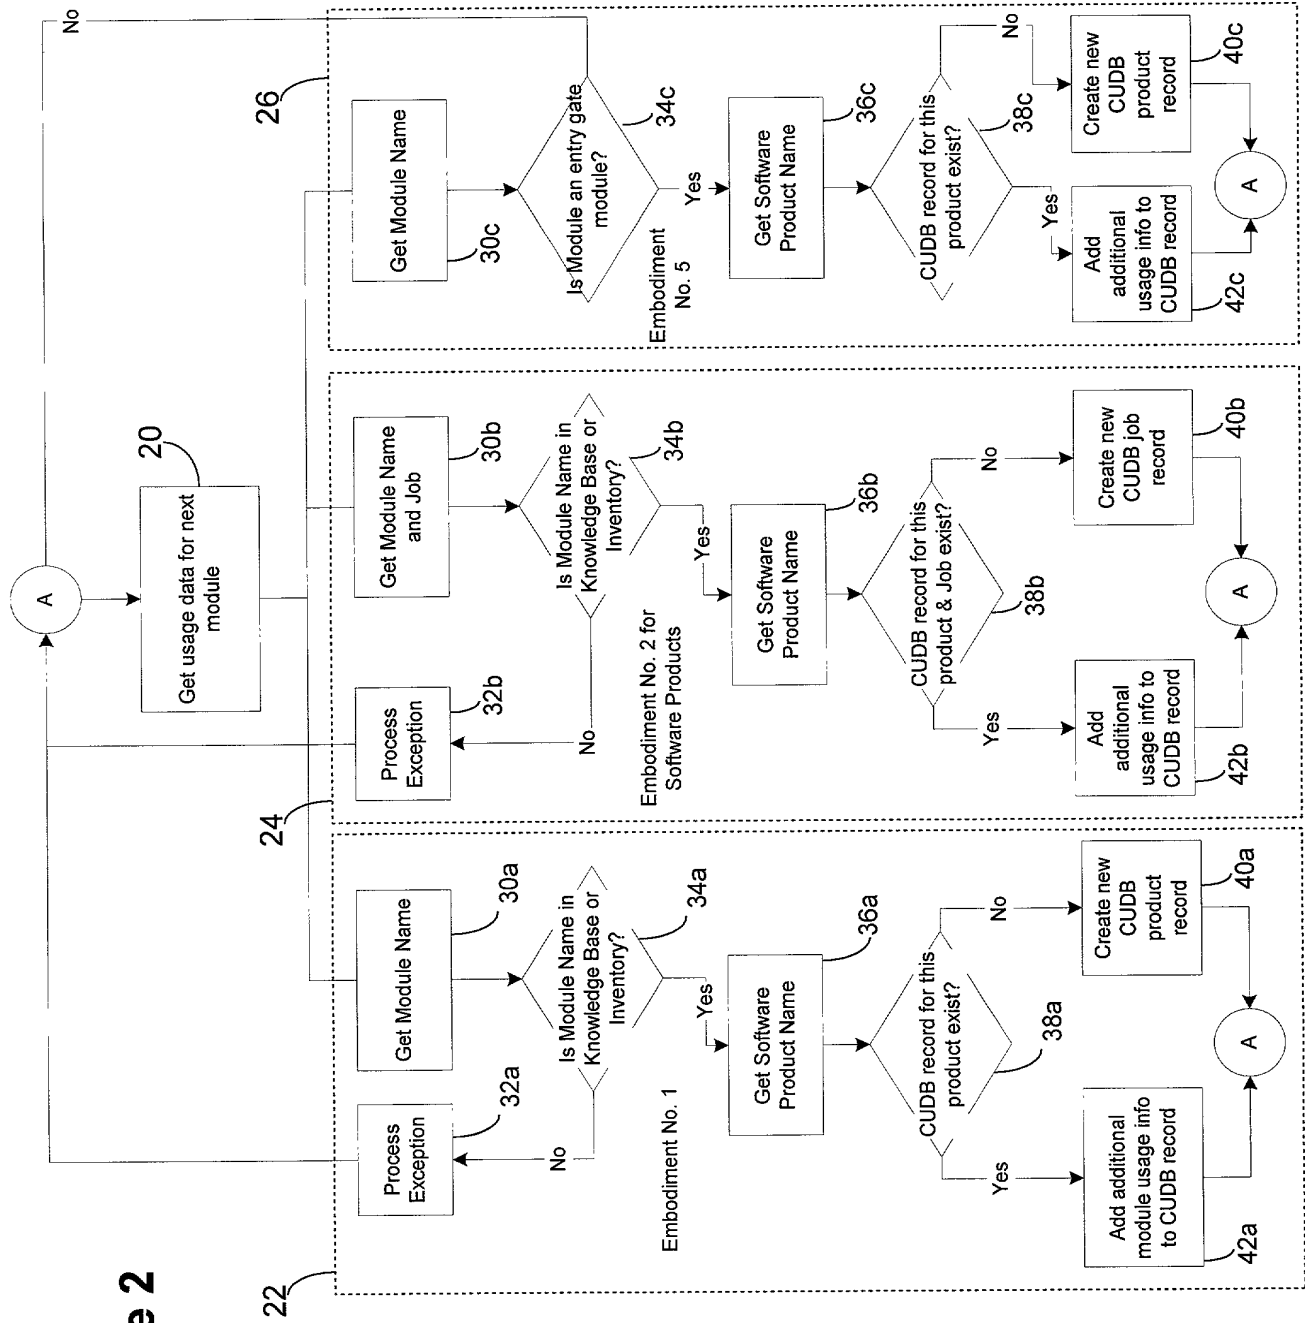 e 2
A
20
Get usage data for next
module
No
22
Process
Exception
32a
Get Module Name
30a
Is Module Name in
Knowledge Base or
Inventory?
34a
No
Yes
Embodiment No. 1
Get Software
Product Name
36a
CUDB record for this
product exist?
38a
Yes
No
Add additional
module usage info
to CUDB record
42a
Create new
CUDB
product
record
40a
A
24
Process
Exception
32b
Get Module Name
and Job
30b
Is Module Name in
Knowledge Base or
Inventory?
34b
No
Yes
Embodiment No. 2 for
Software Products
Get Software
Product Name
36b
CUDB record for this
product & Job exist?
38b
Yes
No
Add
additional
usage info to
CUDB record
42b
Create new
CUDB job
record
40b
A
26
Get Module Name
30c
Is Module an entry gate
module?
34c
Yes
Embodiment
No. 5
Get Software
Product Name
36c
CUDB record for this
product exist?
38c
Yes
No
Add
additional
usage info to
CUDB record
42c
Create new
CUDB
product
record
40c
A